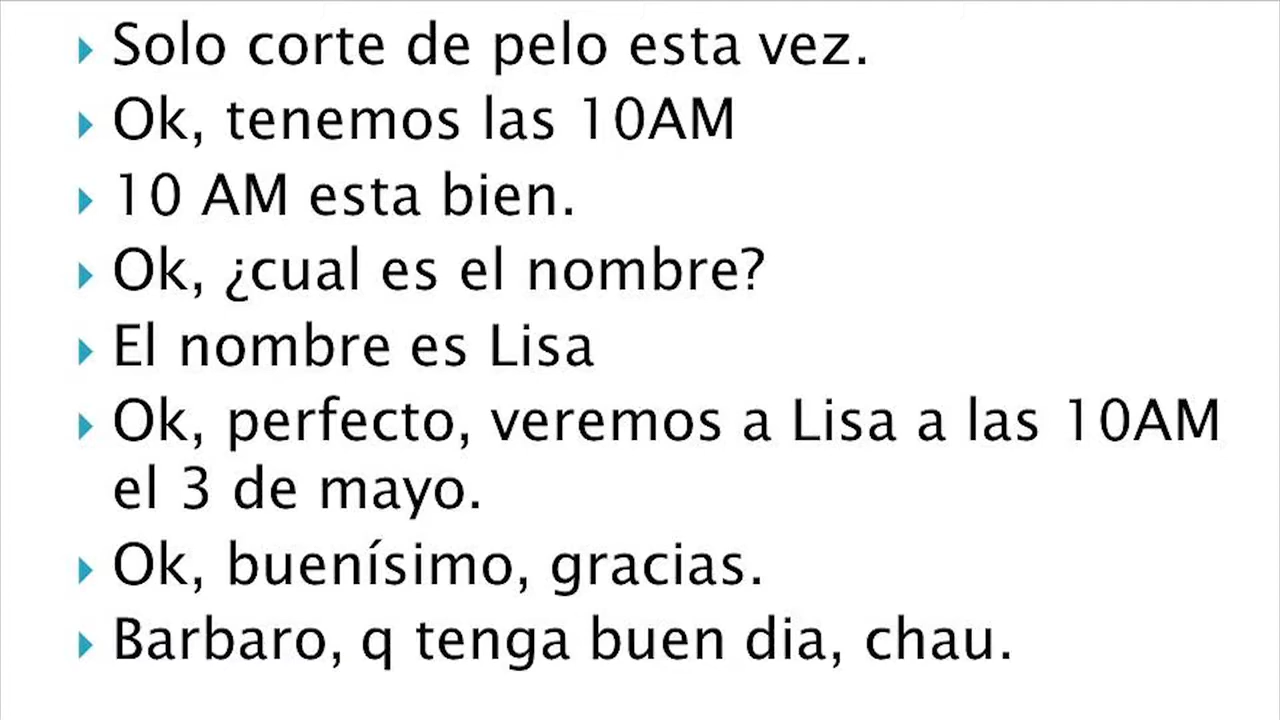 Solo corte de pelo esta vez.
Ok, tenemos las 10AM
10 AM esta bien.
Ok, ¿cual es el nombre?
El nombre es Lisa
Ok, perfecto, veremos a Lisa a las 10AM
el 3 de mayo.
Ok, buenísimo, gracias.
Barbaro, q tenga buen dia, chau.